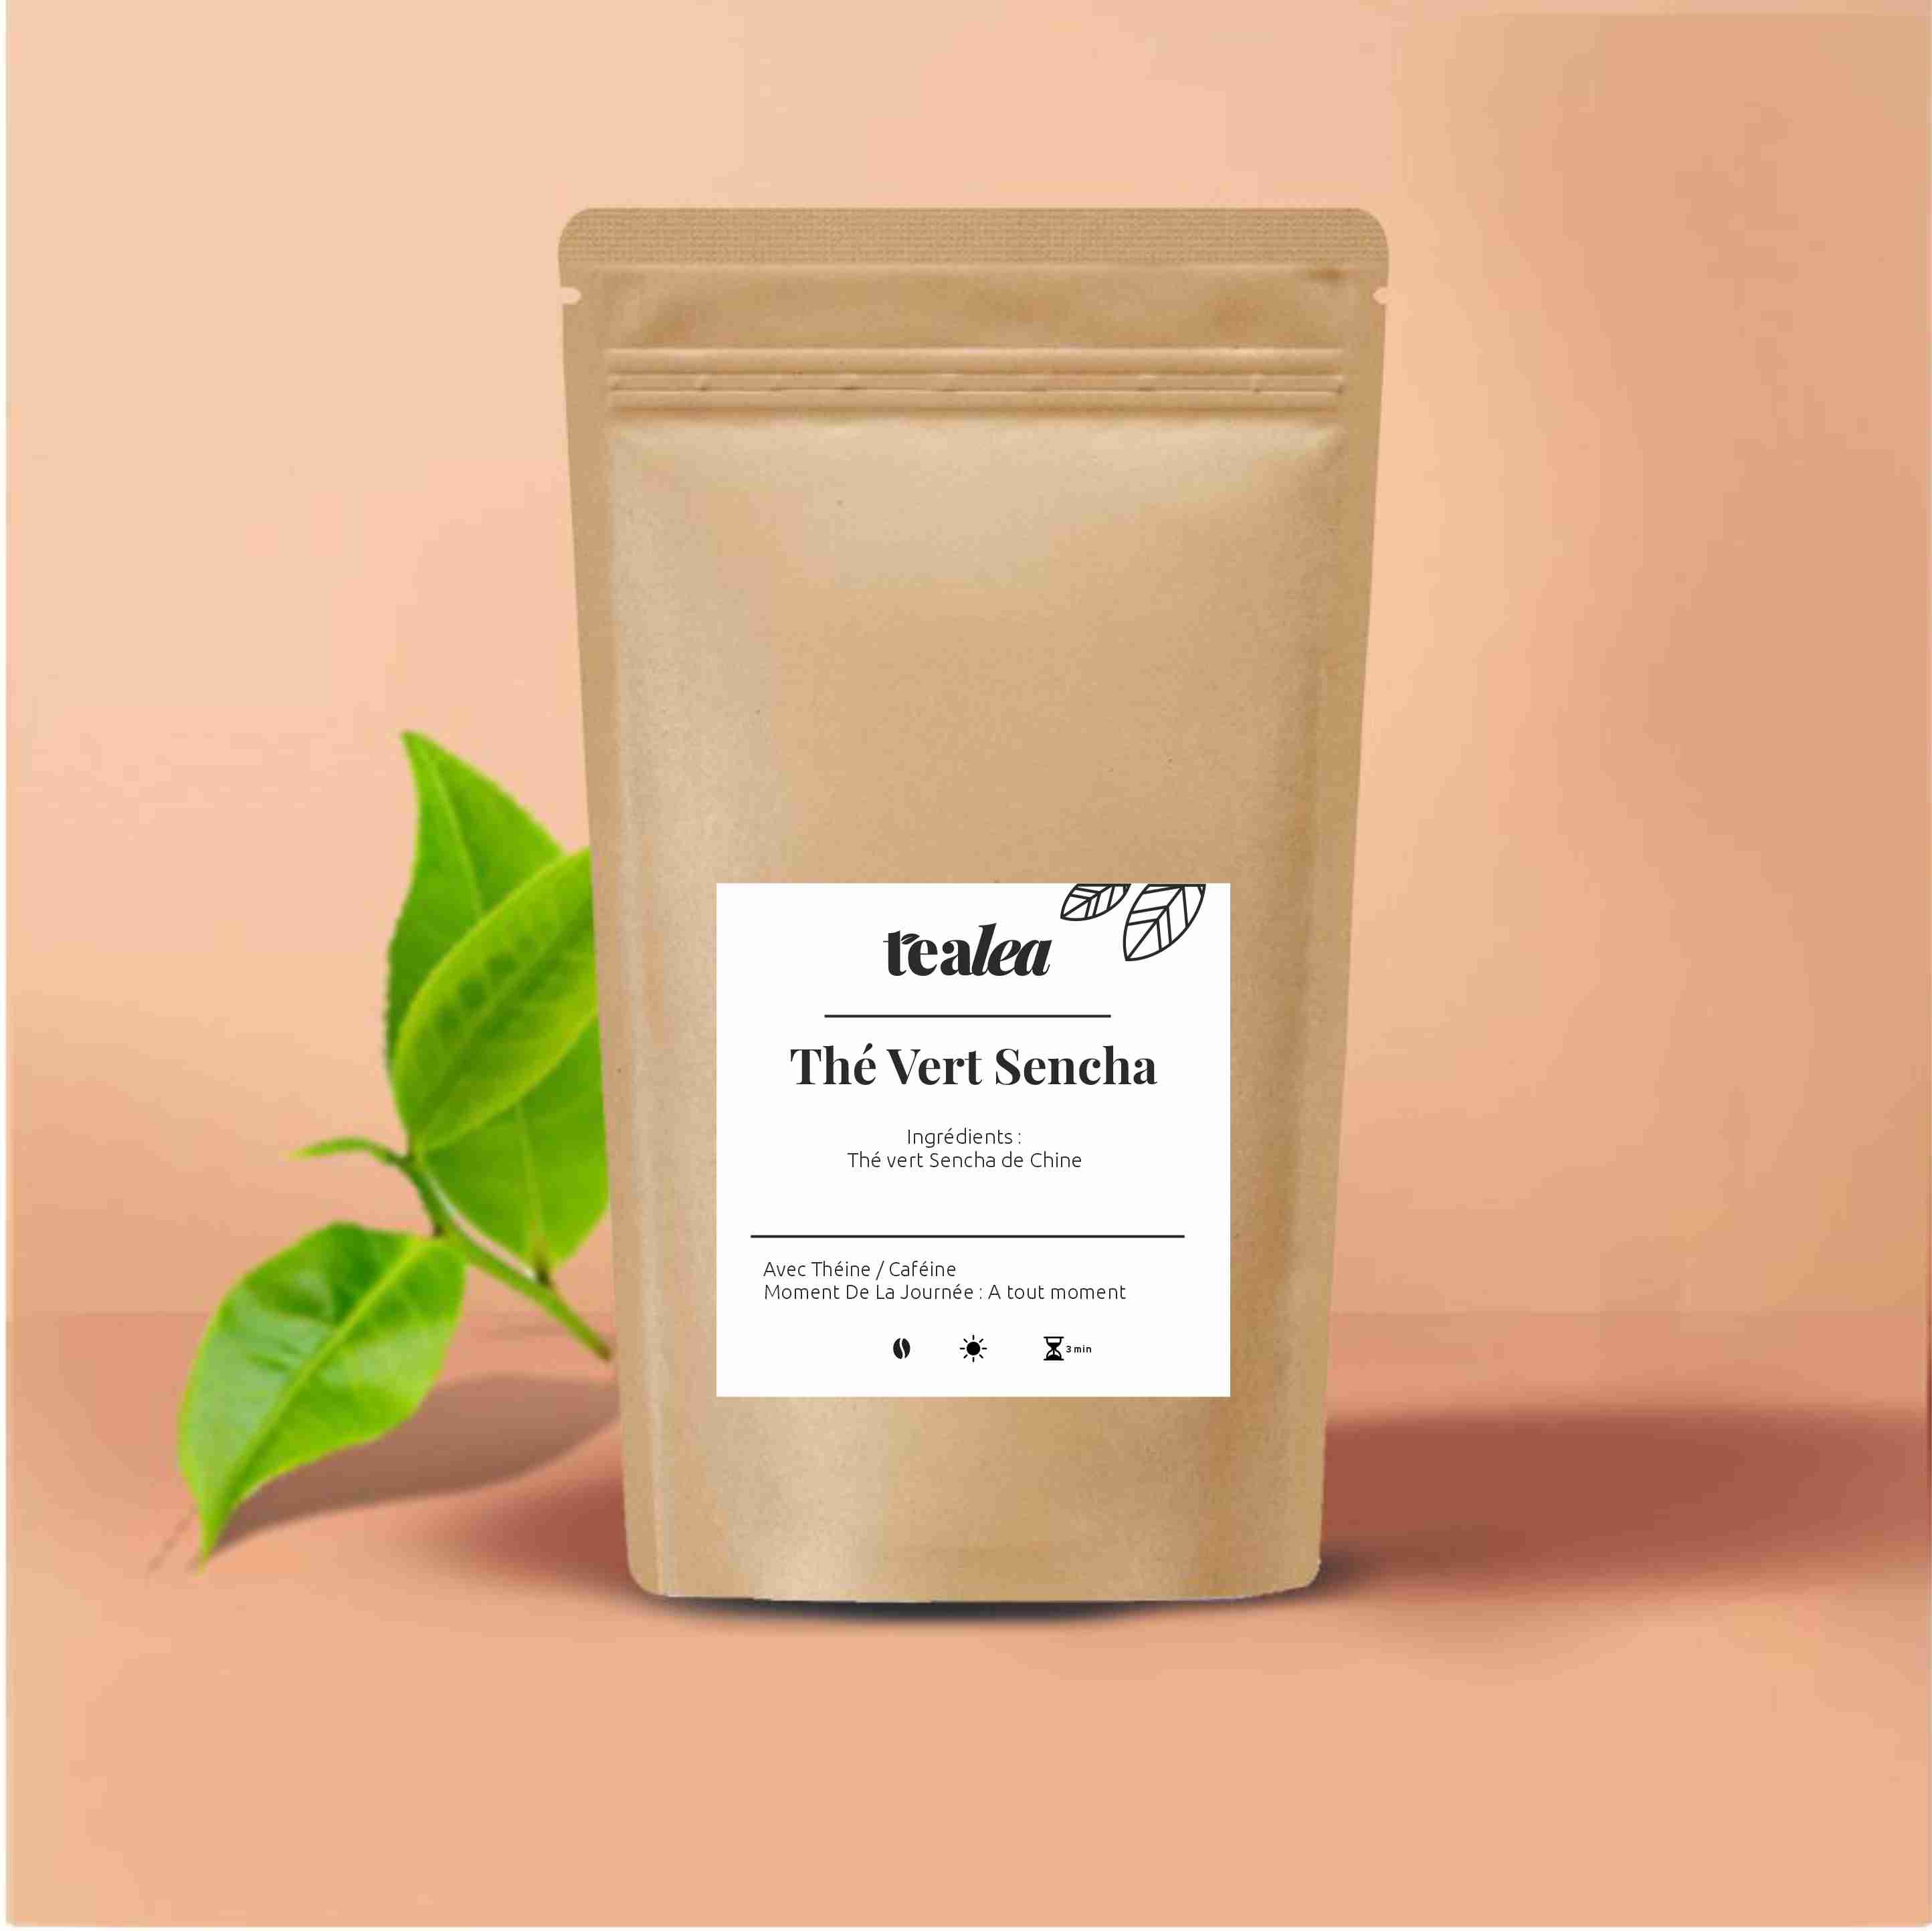 tealea
Thé Vert Sencha
Ingrédients :
Thé vert Sencha de Chine
Avec Théine / Caféine
Moment De La Journée : A tout moment
3 min